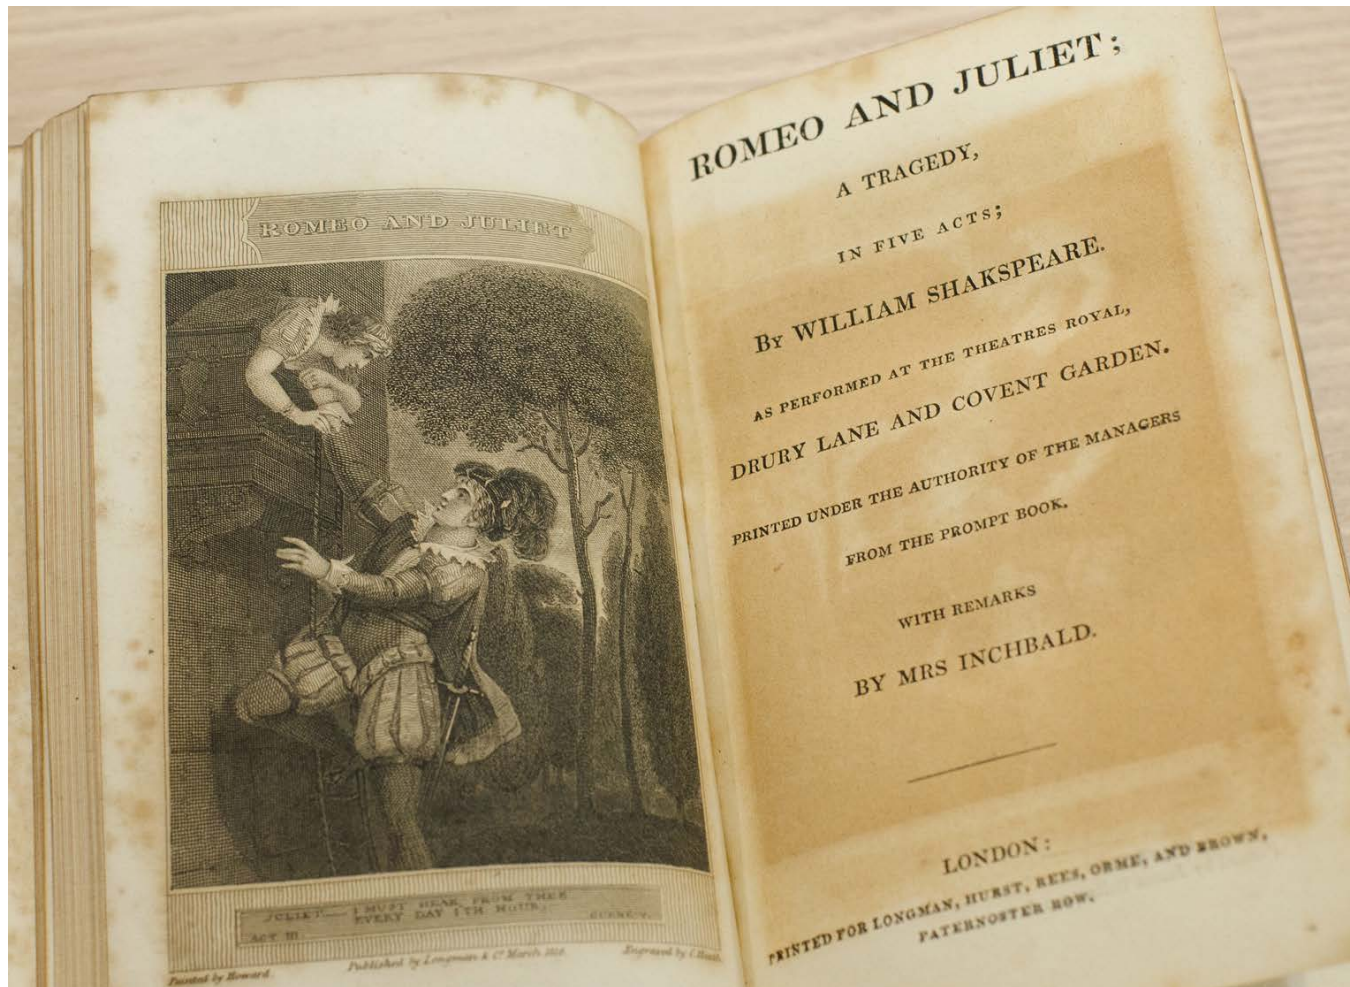 ROMEO AND JULIET
JULIET — I MUST HEAR FROM THEE
EVERY DAY I'TH HOUR,
ACT III. SCENE V.
Painted by Howard. Published by Longman & Co. March Engraved by C. Heath.
ROMEO AND JULIET;
A TRAGEDY,
IN FIVE ACTS;
BY WILLIAM SHAKSPEARE.
AS PERFORMED AT THE THEATRES ROYAL,
DRURY LANE AND COVENT GARDEN.
PRINTED UNDER THE AUTHORITY OF THE MANAGERS
FROM THE PROMPT BOOK.
WITH REMARKS
BY MRS INCHBALD.
LONDON:
PRINTED FOR LONGMAN, HURST, REES, ORME, AND BROWN,
PATERNOSTER ROW.